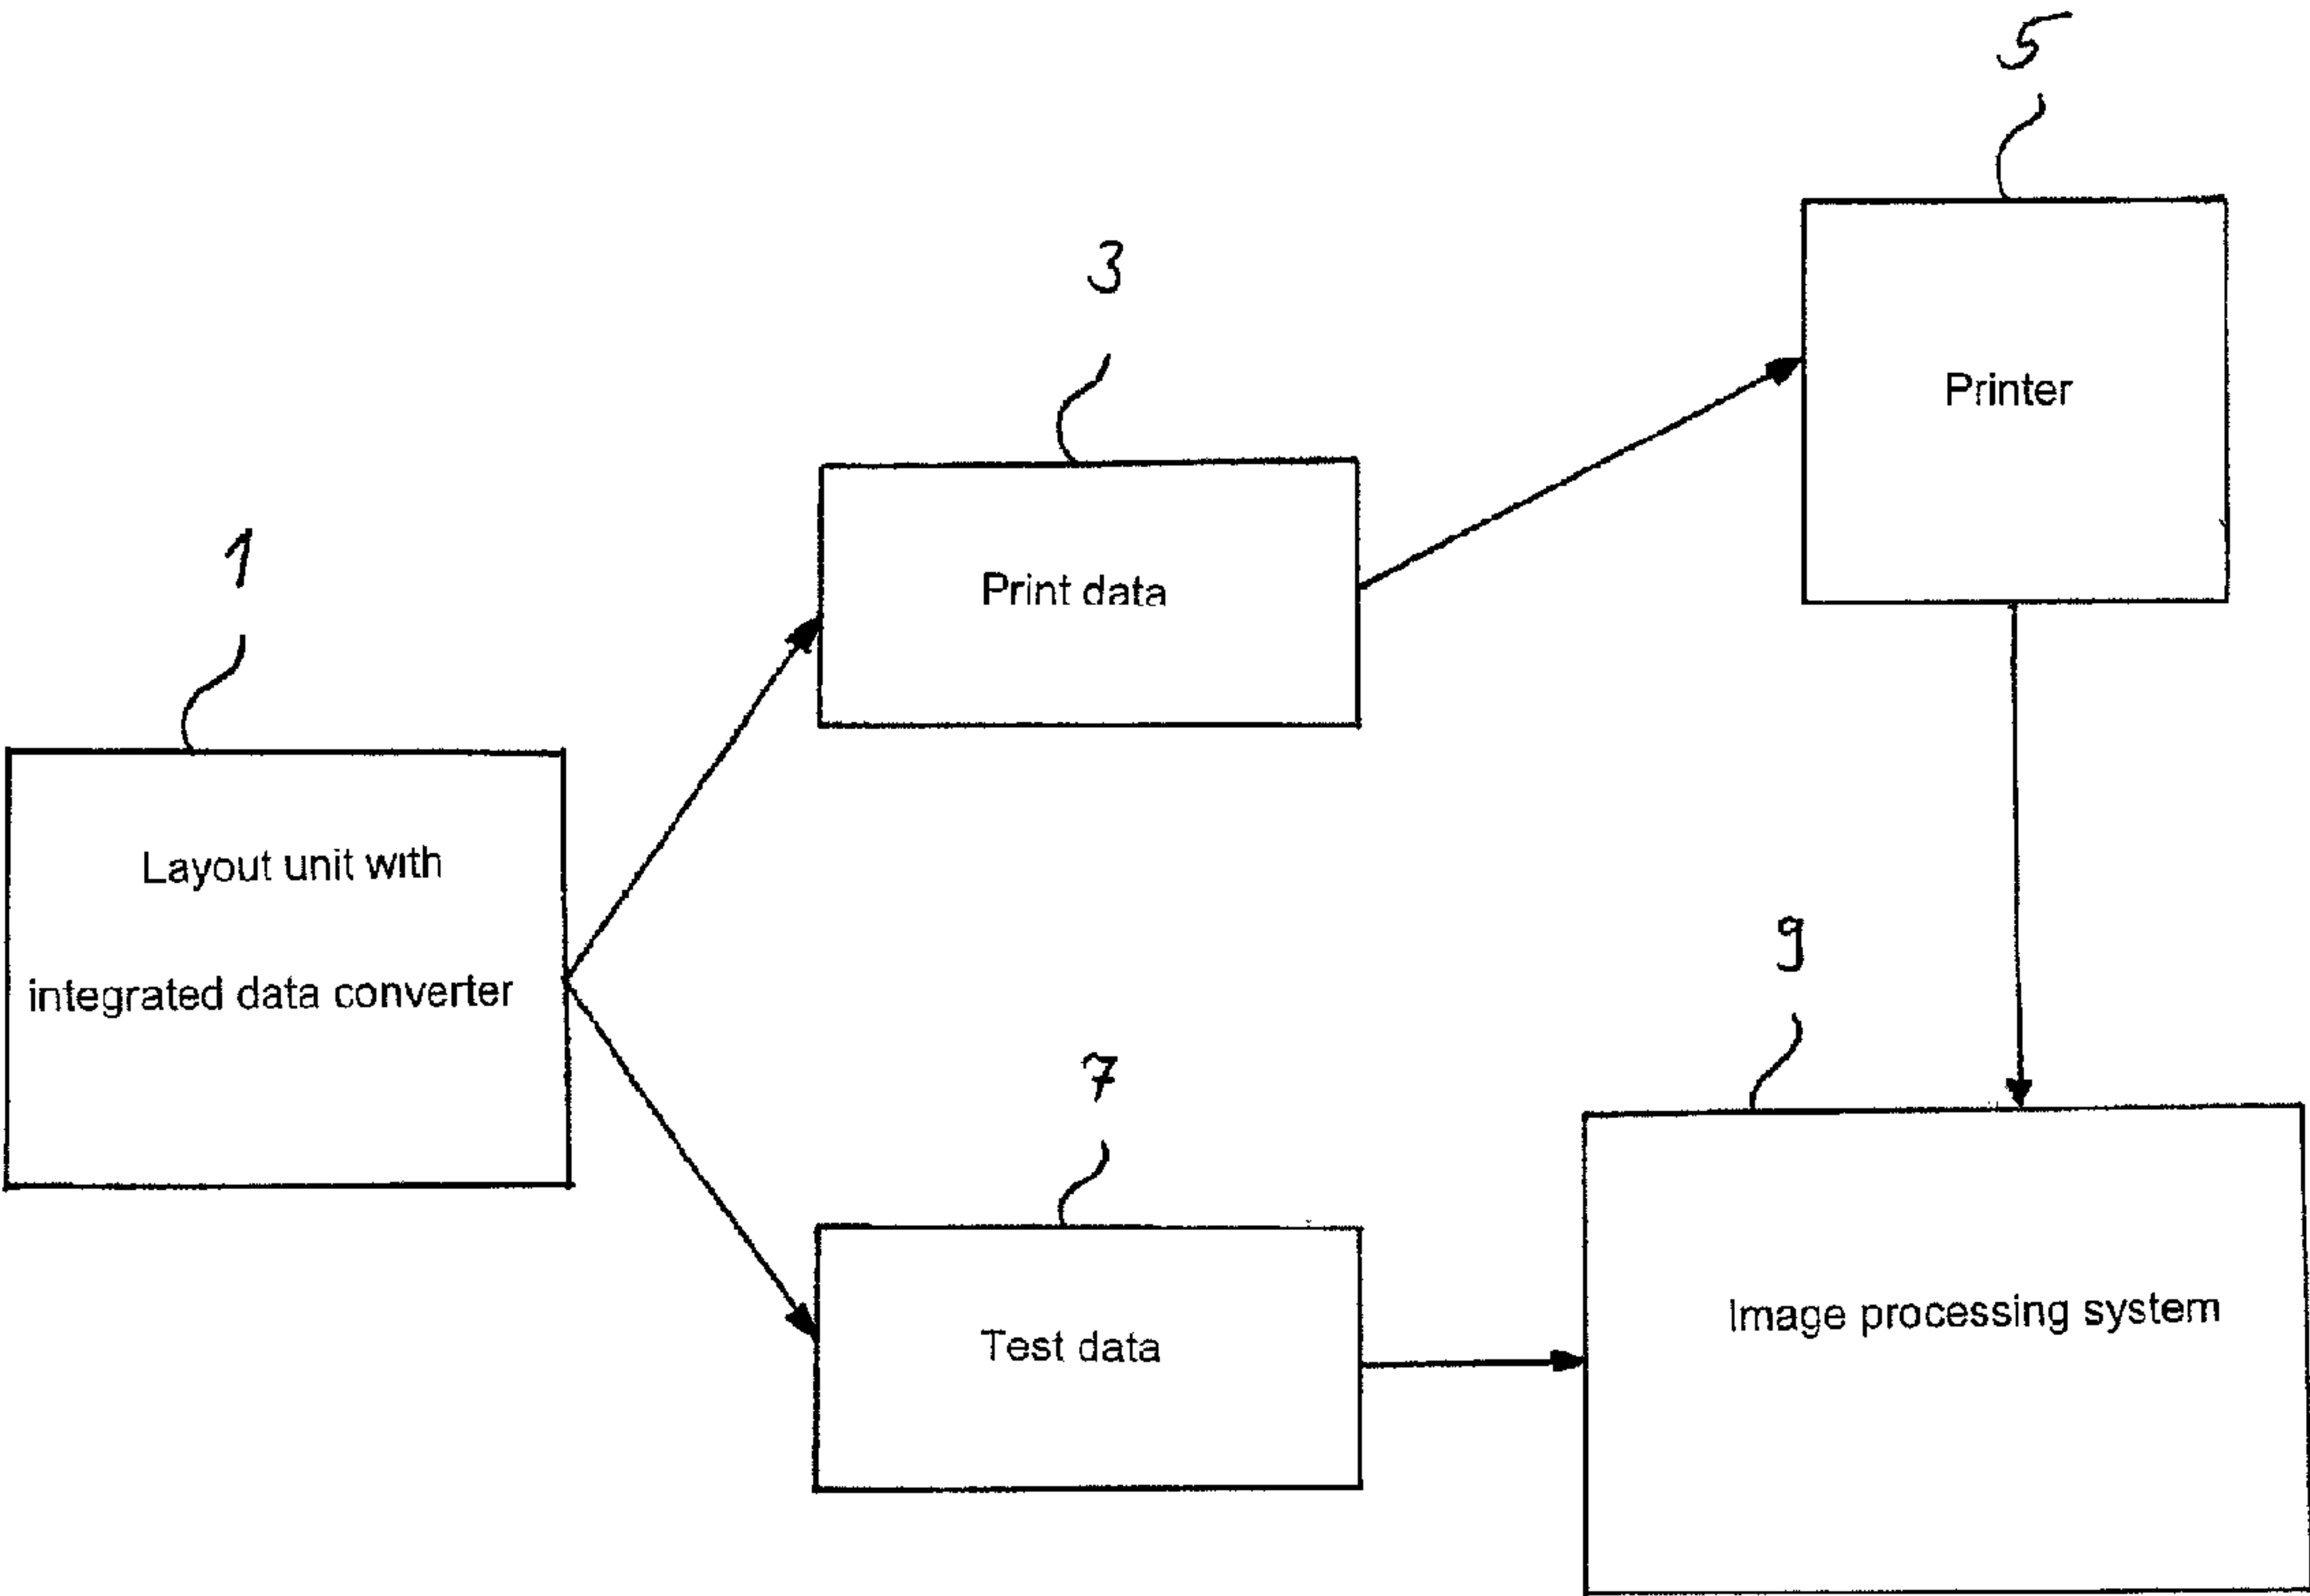 5
3
Printer
1
Print data
Layout unit with
integrated data converter
9
7
Image processing system
Test data